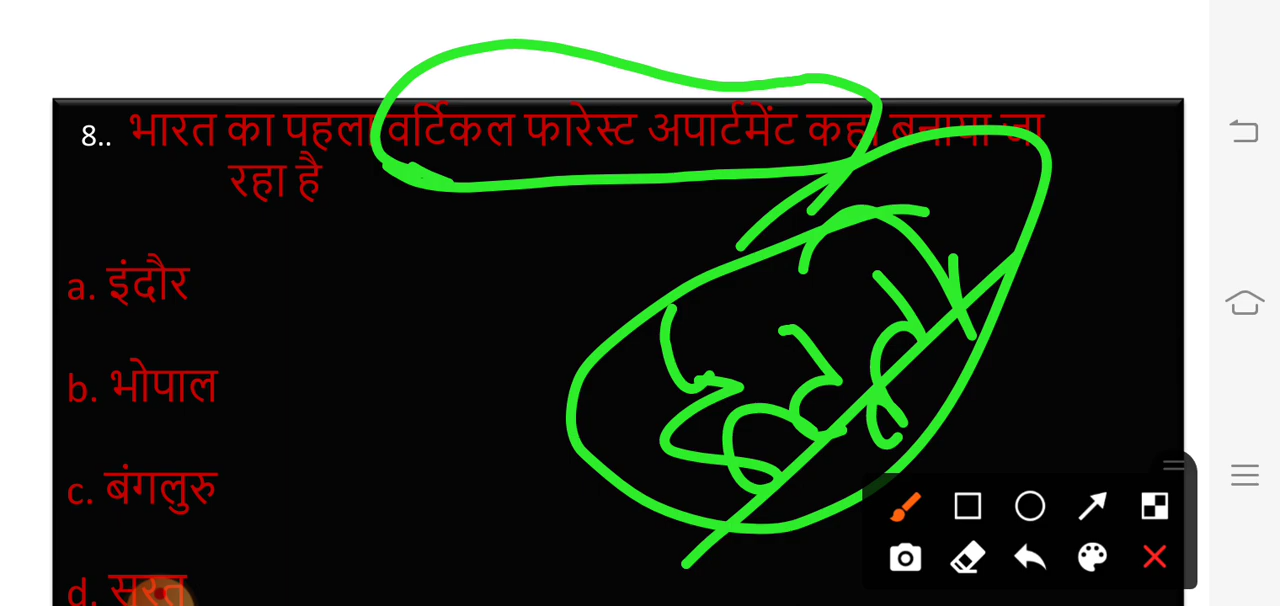 8.. भारत का पहला वर्टिकल फारेस्ट अपार्टमेंट कहा बनाया जा
रहा है
a. इंदौर
b. भोपाल
c. बंगलुरु
d. सूरत